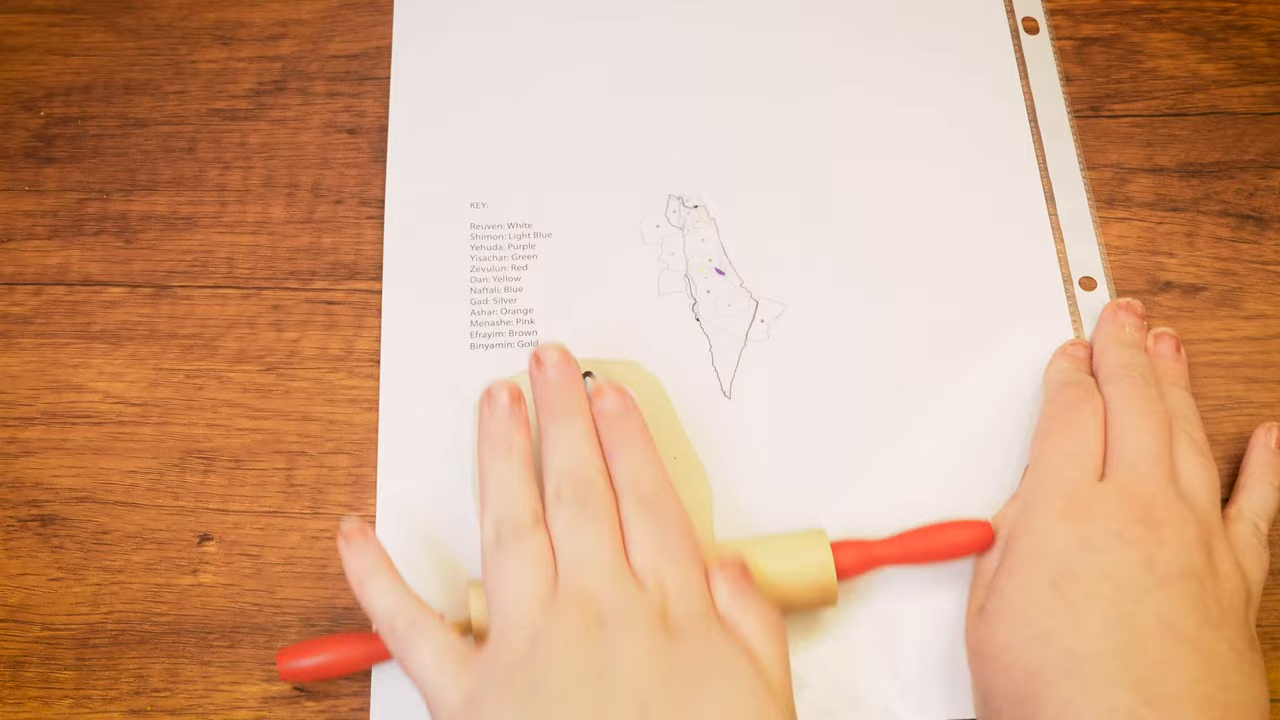 KEY:
Reuven: White
Shimon: Light Blue
Yehuda: Purple
Yisachar: Green
Zevulun: Red
Dan: Yellow
Naftali: Blue
Gad: Silver
Ashar: Orange
Menashe: Pink
Efrayim: Brown
Binyamin: Gold